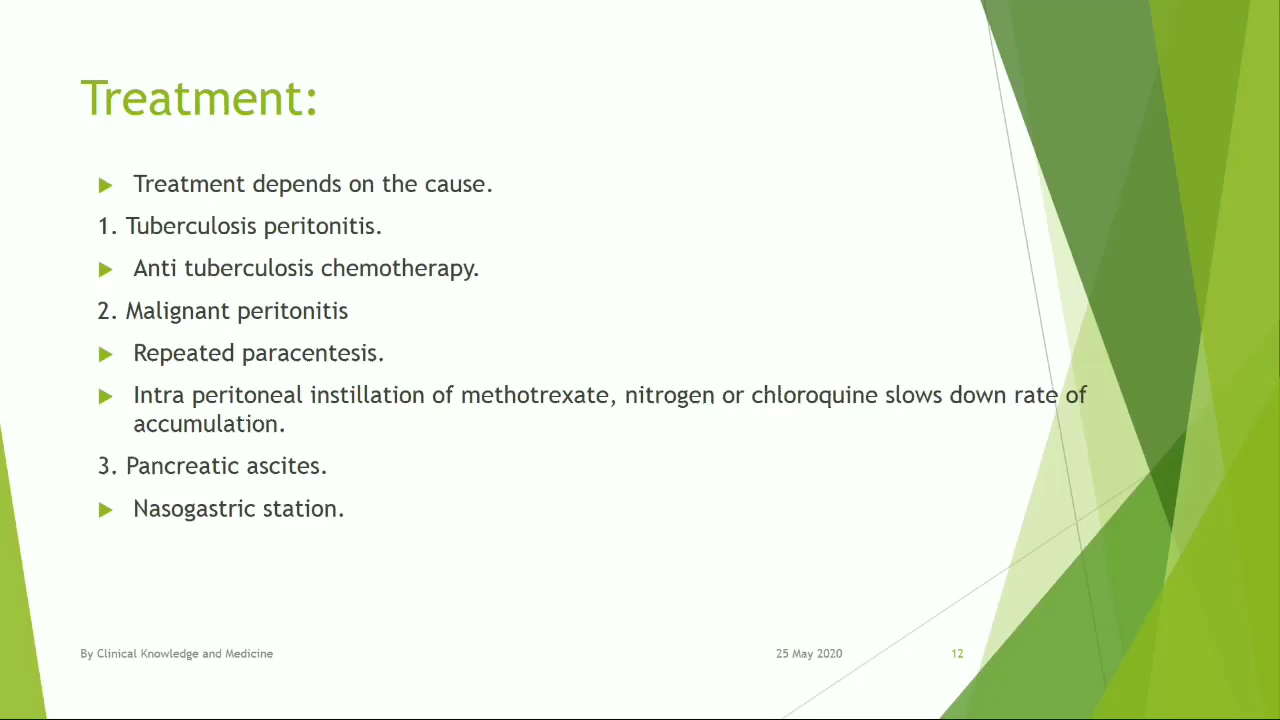 Treatment:
Treatment depends on the cause.
1. Tuberculosis peritonitis.
Anti tuberculosis chemotherapy.
2. Malignant peritonitis
Repeated paracentesis.
Intra peritoneal instillation of methotrexate, nitrogen or chloroquine slows down rate of
accumulation.
3. Pancreatic ascites.
Nasogastric station.
By Clinical Knowledge and Medicine
25 May 2020
12